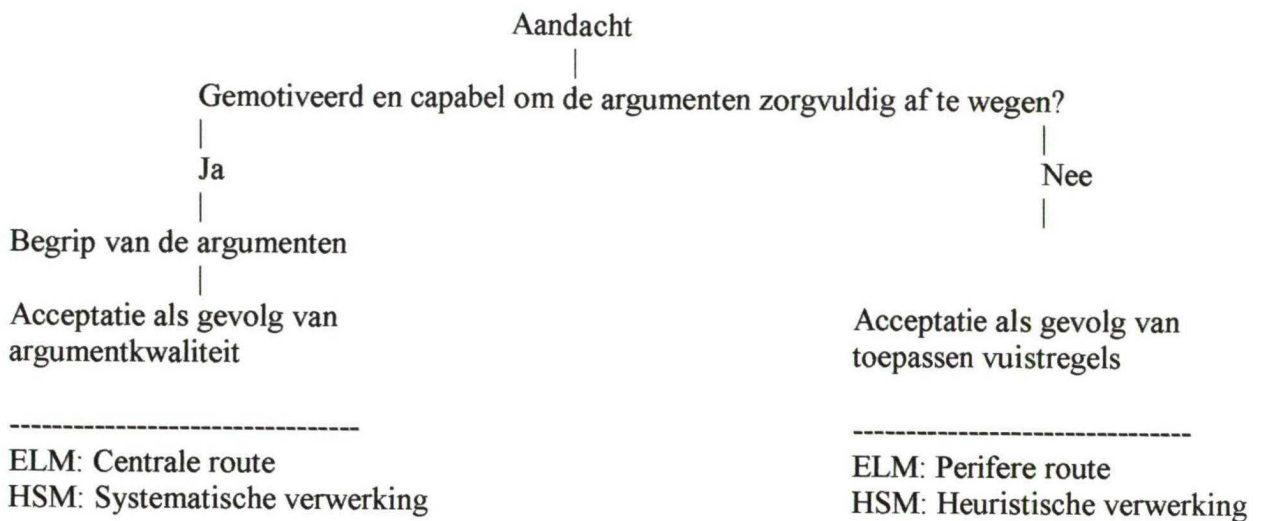 Aandacht
Gemotiveerd en capabel om de argumenten zorgvuldig af te wegen?
Ja
Nee
Begrip van de argumenten
Acceptatie als gevolg van
argumentkwaliteit
Acceptatie als gevolg van
toepassen vuistregels
ELM: Centrale route
HSM: Systematische verwerking
ELM: Perifere route
HSM: Heuristische verwerking